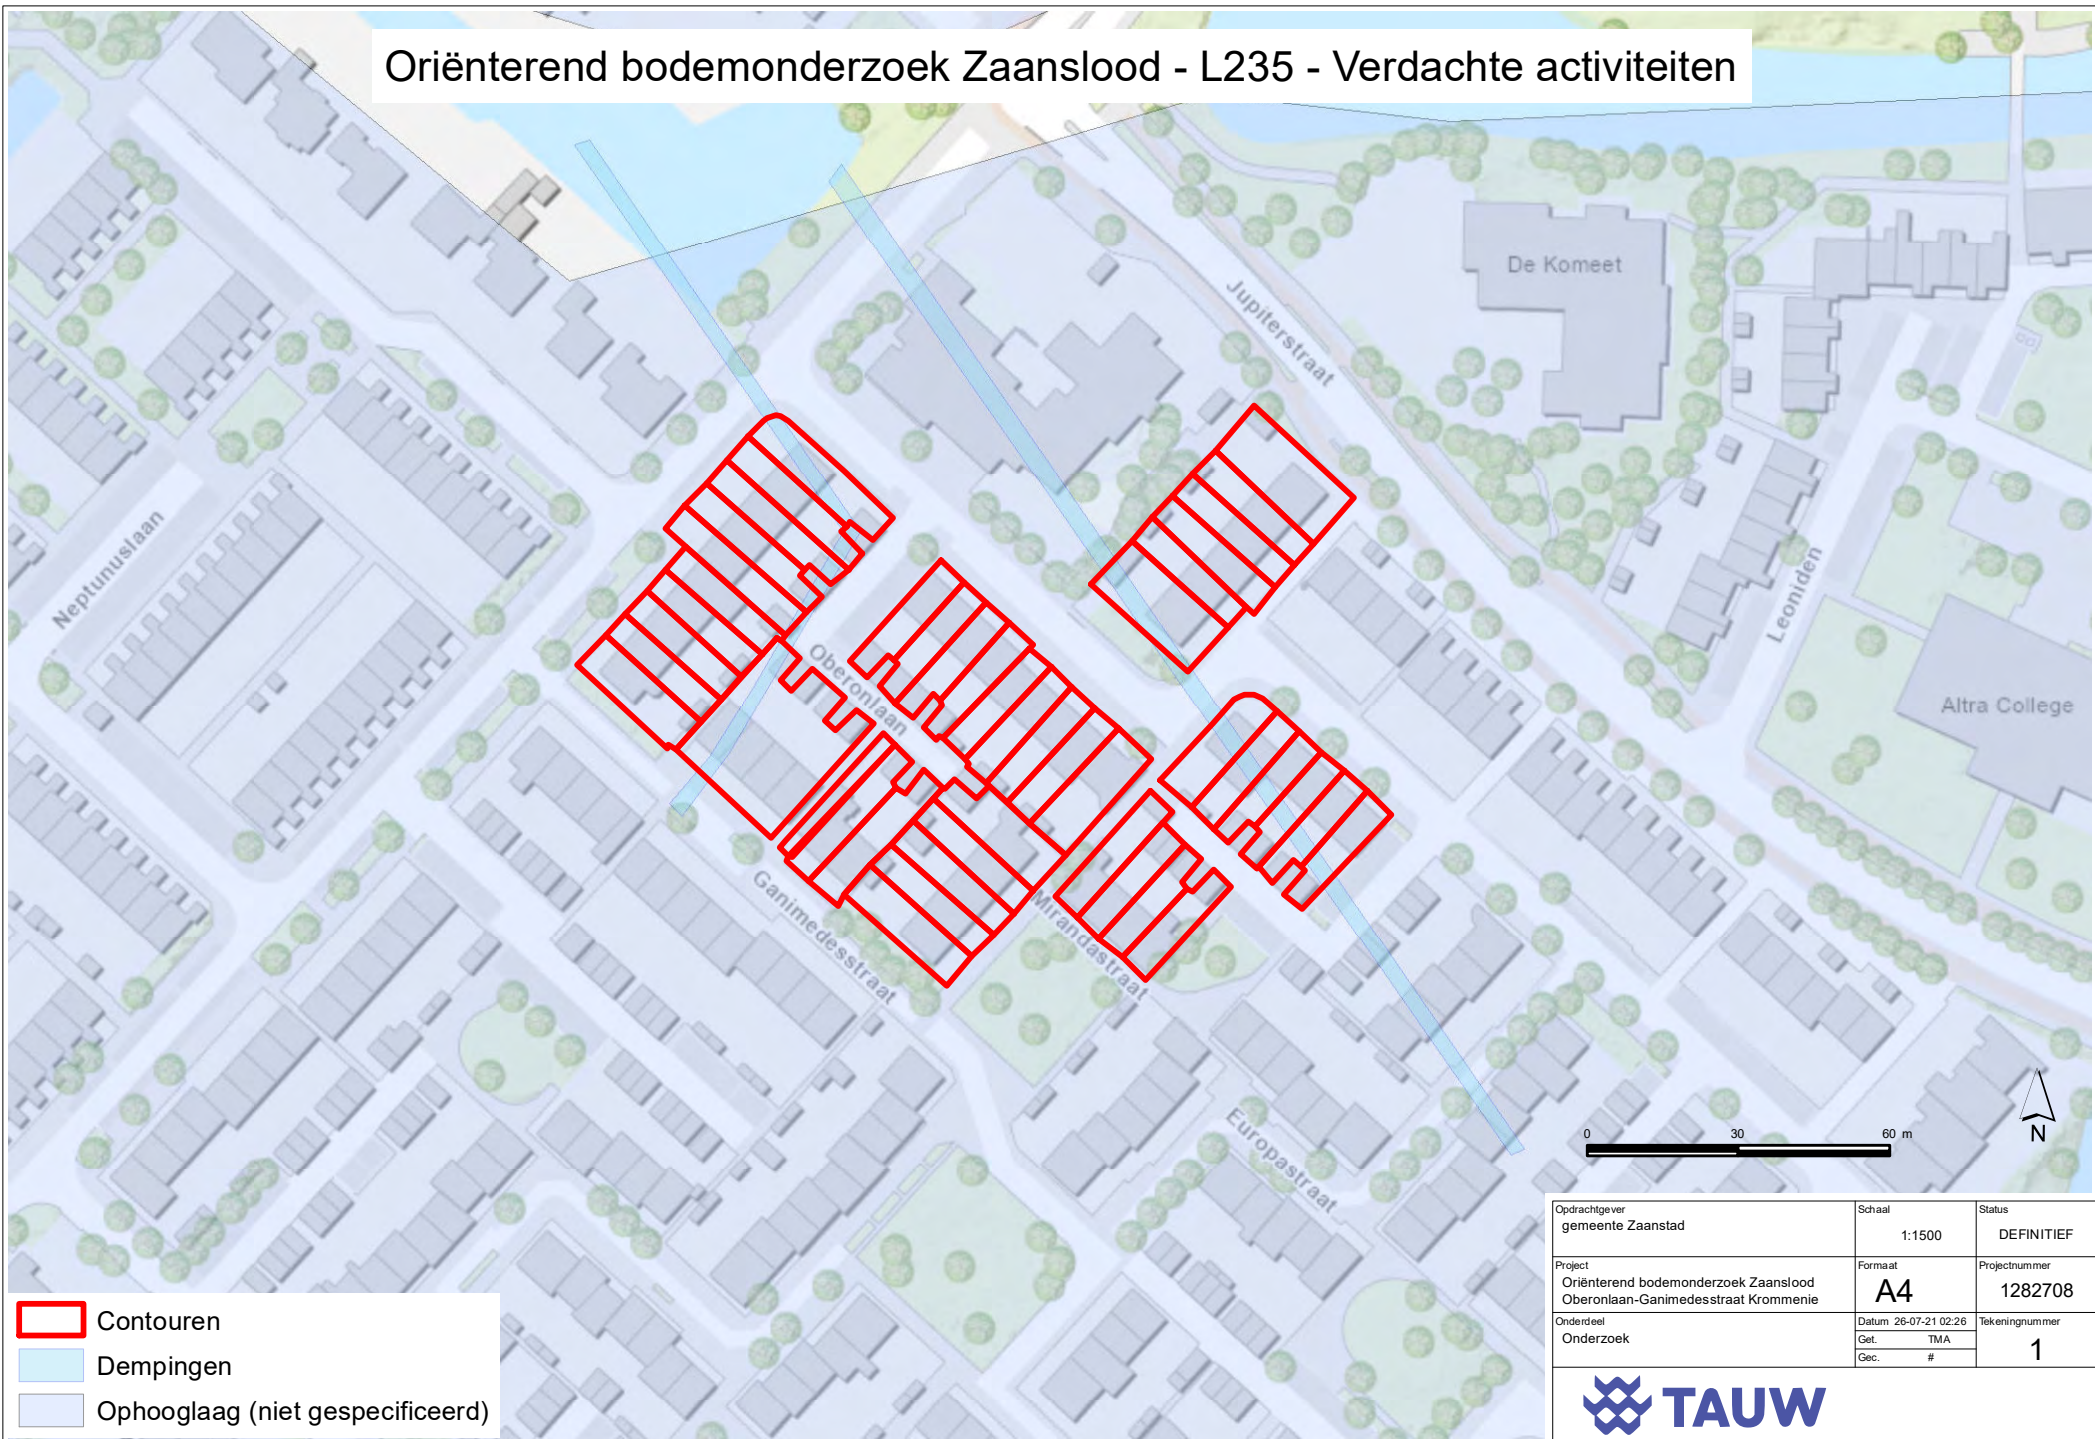 Oriënterend bodemonderzoek Zaanslood - L235 - Verdachte activiteiten
De Komeet
Jupiterstraat
Neptunuslaan
Leoniden
Oberonlaan
Altra College
Ganimedesstraat
Mirandastraat
Europastraat
0 30 60 m
N
Contouren
Dempingen
Ophooglaag (niet gespecificeerd)
Opdrachtgever
gemeente Zaanstad
Schaal
1:1500
Status
DEFINITIEF
Project
Oriënterend bodemonderzoek Zaanslood
Oberonlaan-Ganimedesstraat Krommenie
Formaat
A4
Projectnummer
1282708
Onderdeel
Onderzoek
Datum 26-07-21 02:26
Get. TMA
Gec. #
Tekeningnummer
1
TAUW